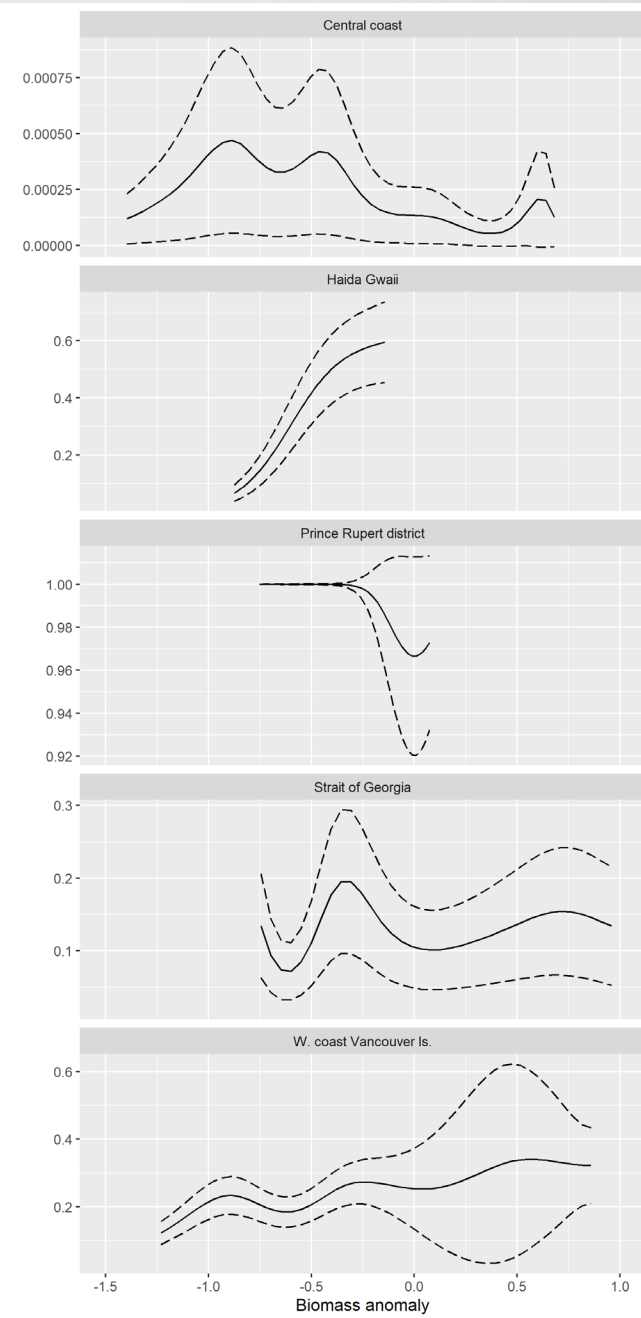 Central coast
0.00075
0.00050
0.00025
0.00000
Haida Gwaii
0.6
0.4
0.2
Prince Rupert district
1.00
0.98
0.96
0.94
0.92
Strait of Georgia
0.3
0.2
0.1
W. coast Vancouver Is.
0.6
0.4
0.2
-1.5 -1.0 -0.5 0.0 0.5 1.0
Biomass anomaly